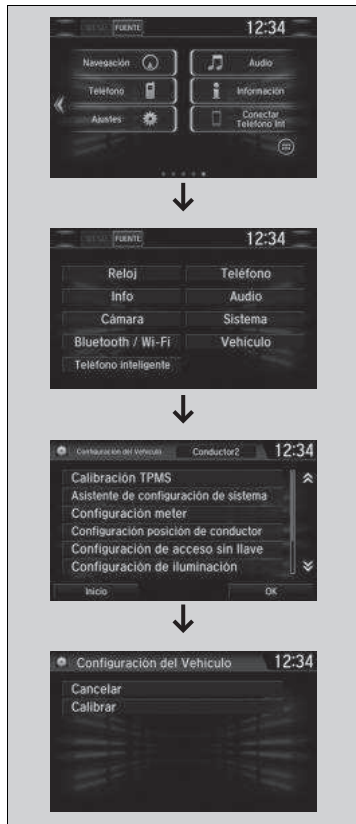 FUENTE 12:34
Navegación Audio
Teléfono Información
Ajustes Conectar
Teléfono Int
FUENTE 12:34
Reloj Teléfono
Info Audio
Cámara Sistema
Bluetooth / Wi-Fi Vehículo
Teléfono inteligente
Configuración del Vehículo Conductor2 12:34
Calibración TPMS
Asistente de configuración de sistema
Configuración meter
Configuración posición de conductor
Configuración de acceso sin llave
Configuración de iluminación
Inicio OK
Configuración del Vehículo 12:34
Cancelar
Calibrar